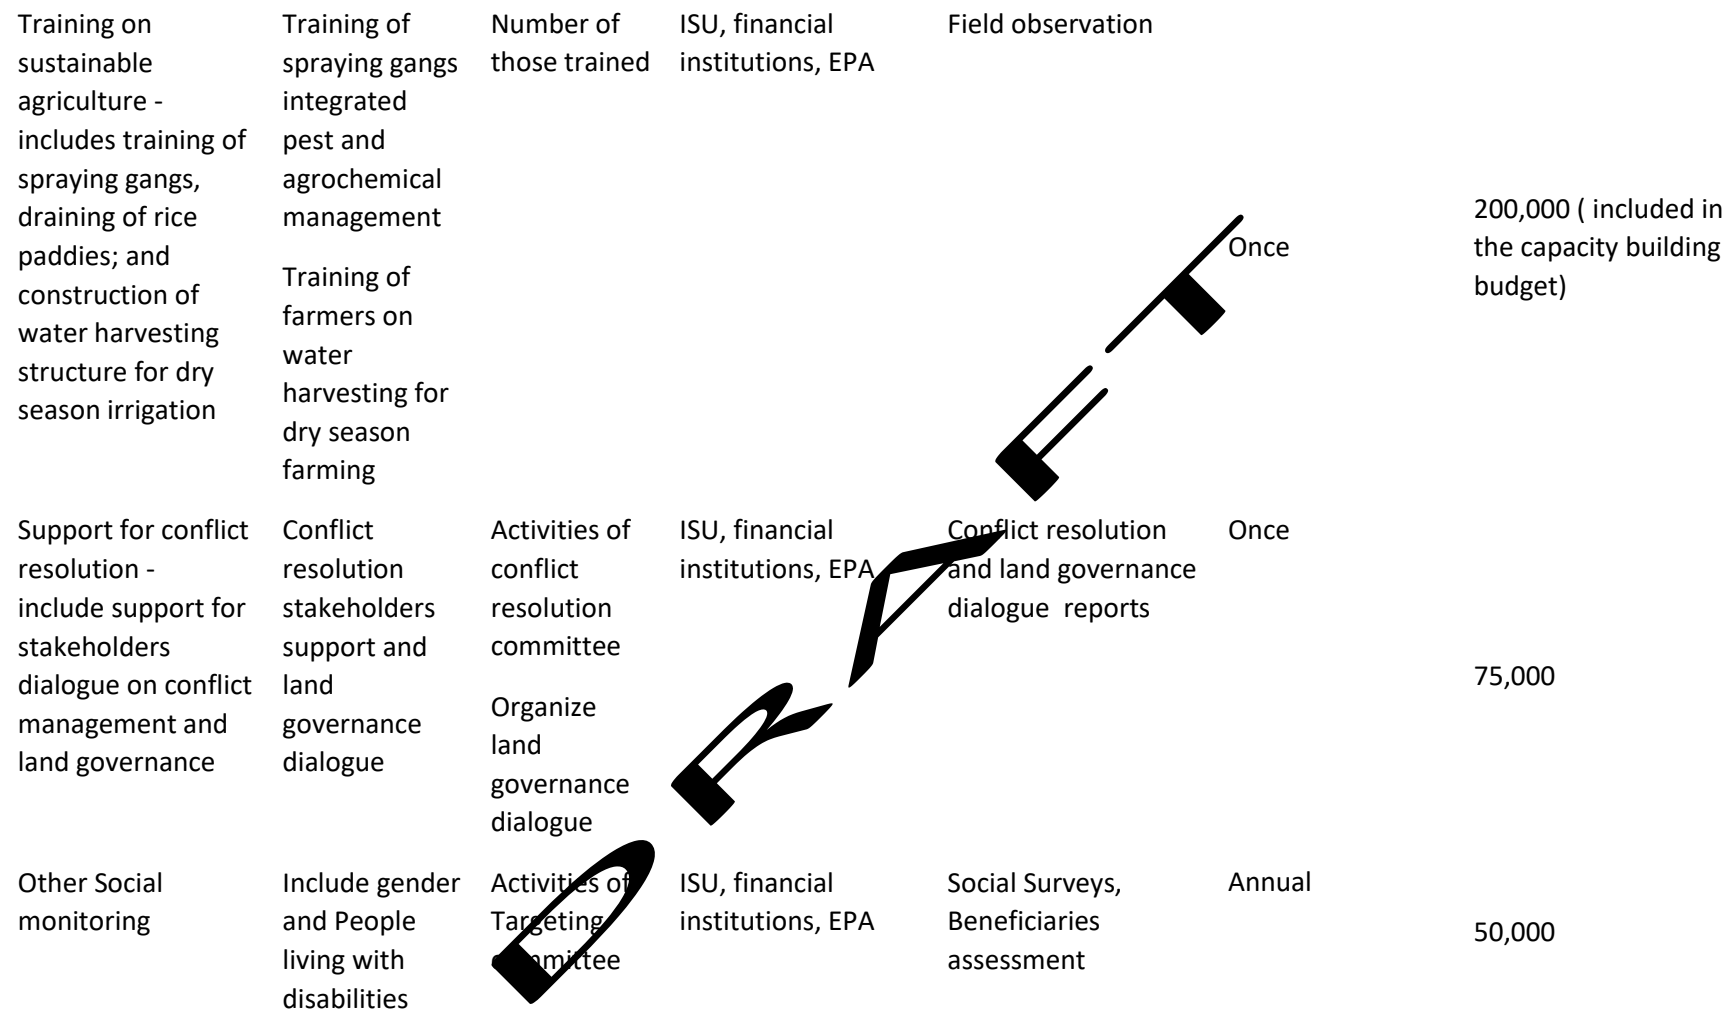 Training on
sustainable
agriculture -
includes training of
spraying gangs,
draining of rice
paddies; and
construction of
water harvesting
structure for dry
season irrigation
Training of
spraying gangs
integrated
pest and
agrochemical
management
Training of
farmers on
water
harvesting for
dry season
farming
Number of
those trained
ISU, financial
institutions, EPA
Field observation
Once
200,000 ( included in
the capacity building
budget)
Support for conflict
resolution -
include support for
stakeholders
dialogue on conflict
management and
land governance
Conflict
resolution
stakeholders
support and
land
governance
dialogue
Activities of
conflict
resolution
committee
Organize
land
governance
dialogue
ISU, financial
institutions, EPA
Conflict resolution
and land governance
dialogue  reports
Once
75,000
Other Social
monitoring
Include gender
and People
living with
disabilities
Activities of
Targeting
committee
ISU, financial
institutions, EPA
Social Surveys,
Beneficiaries
assessment
Annual
50,000
DRAFT